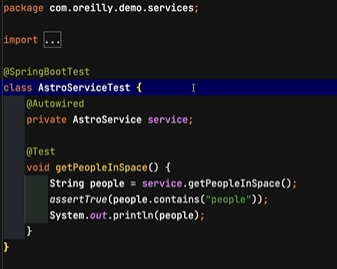 package com.oreilly.demo.services;
import ...
@SpringBootTest
class AstroServiceTest {
@Autowired
private AstroService service;
@Test
void getPeopleInSpace() {
String people = service.getPeopleInSpace();
assertTrue(people.contains("people"));
System.out.println(people);
}
}